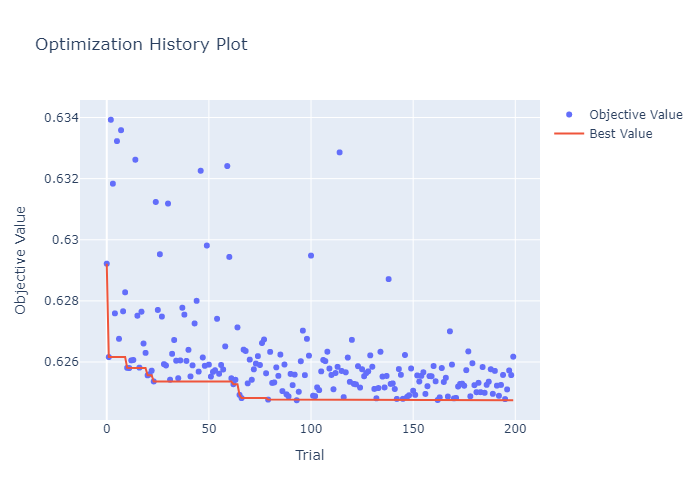 Optimization History Plot
Objective Value
Best Value
0.634
0.632
0.63
0.628
0.626
Objective Value
0
50
100
150
200
Trial